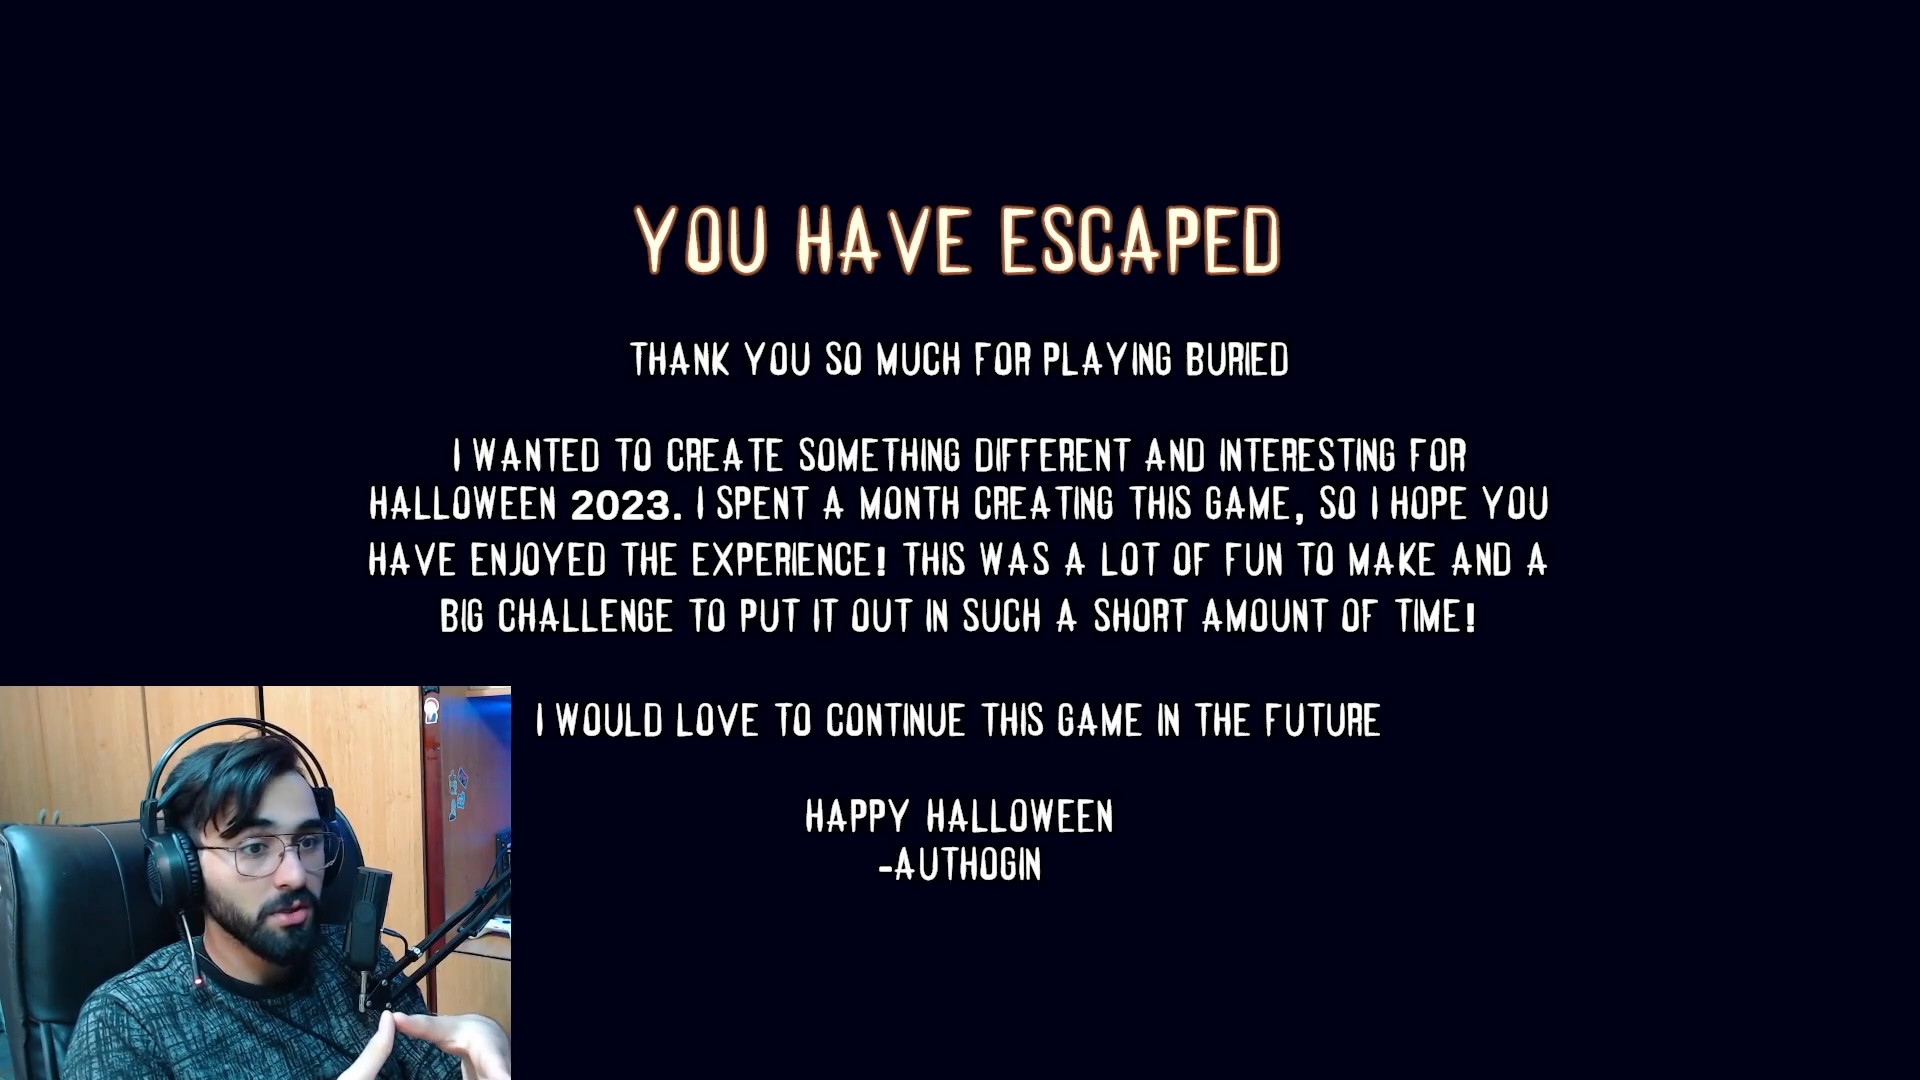 YOU HAVE ESCAPED
THANK YOU SO MUCH FOR PLAYING BURIED
I WANTED TO CREATE SOMETHING DIFFERENT AND INTERESTING FOR
HALLOWEEN 2023. I SPENT A MONTH CREATING THIS GAME, SO I HOPE YOU
HAVE ENJOYED THE EXPERIENCE! THIS WAS A LOT OF FUN TO MAKE AND A
BIG CHALLENGE TO PUT IT OUT IN SUCH A SHORT AMOUNT OF TIME!
I WOULD LOVE TO CONTINUE THIS GAME IN THE FUTURE
HAPPY HALLOWEEN
-AUTHOGIN